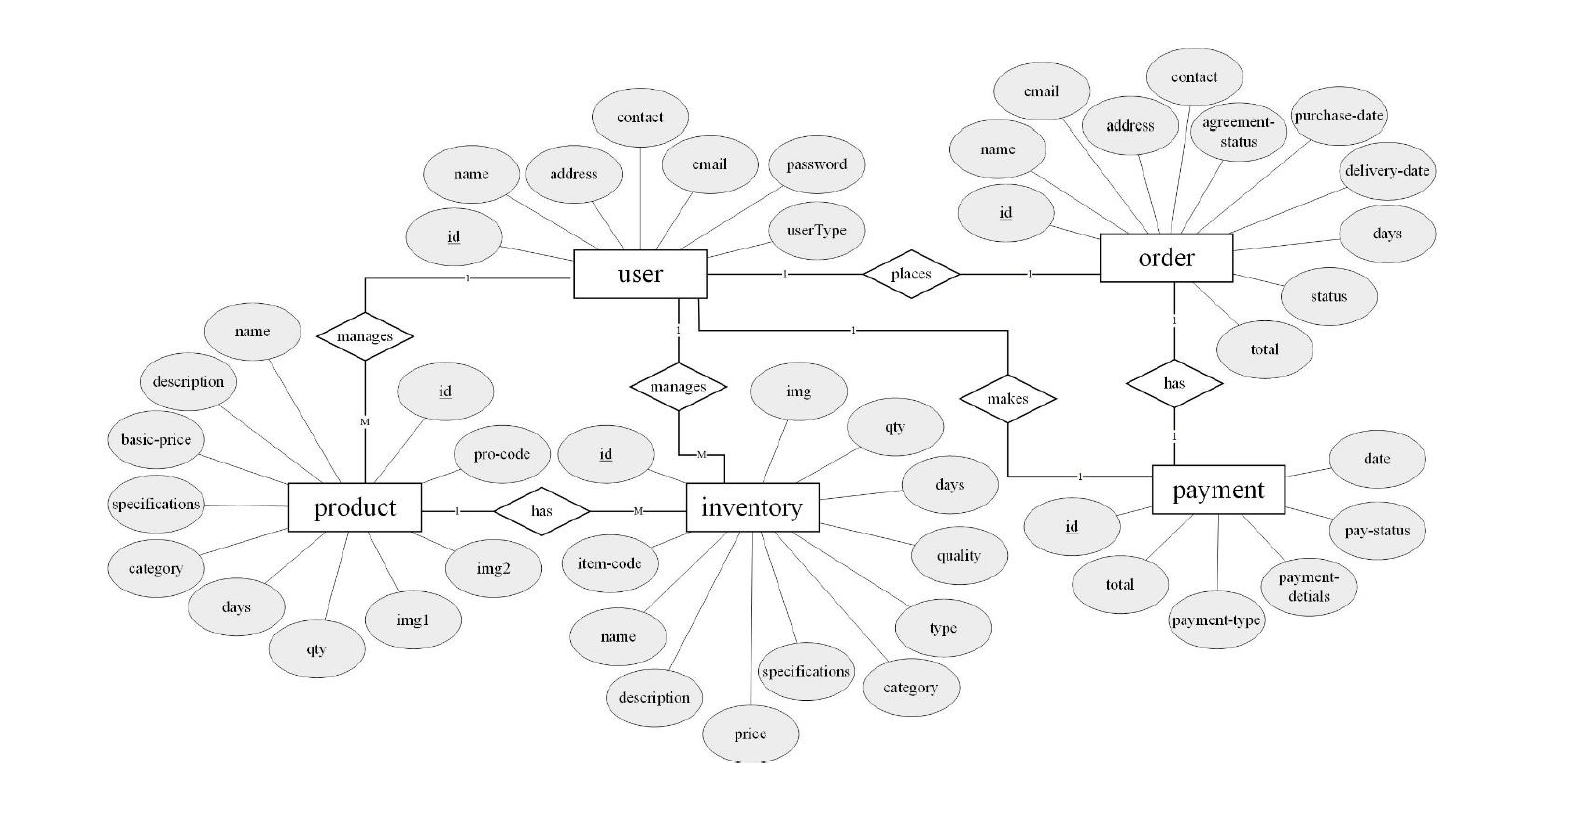 contact
email
address
contact
agreement-
status
purchase-date
name
delivery-date
id
days
status
total
order
name
address
email
password
id
userType
user
1
places
1
1
manages
M
1
manages
M
1
makes
1
1
has
1
name
description
id
basic-price
pro-code
specifications
category
days
qty
img1
img2
product
1
has
M
img
qty
id
days
inventory
quality
item-code
type
name
specifications
category
description
price
date
payment
id
pay-status
total
payment-
detials
payment-type